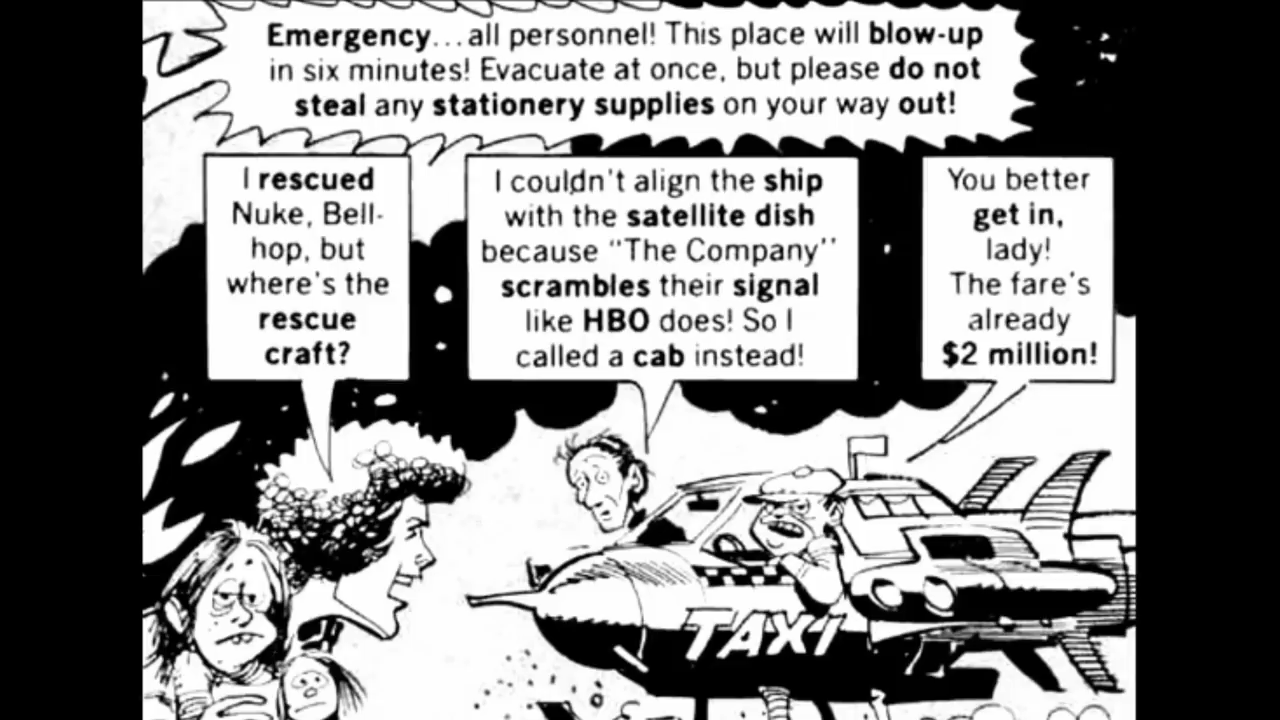 Emergency...all personnel! This place will blow-up
in six minutes! Evacuate at once, but please do not
steal any stationery supplies on your way out!
I rescued
Nuke, Bell-
hop, but
where's the
rescue
craft?
I couldn't align the ship
with the satellite dish
because "The Company"
scrambles their signal
like HBO does! So I
called a cab instead!
You better
get in,
lady!
The fare's
already
$2 million!
TAXI